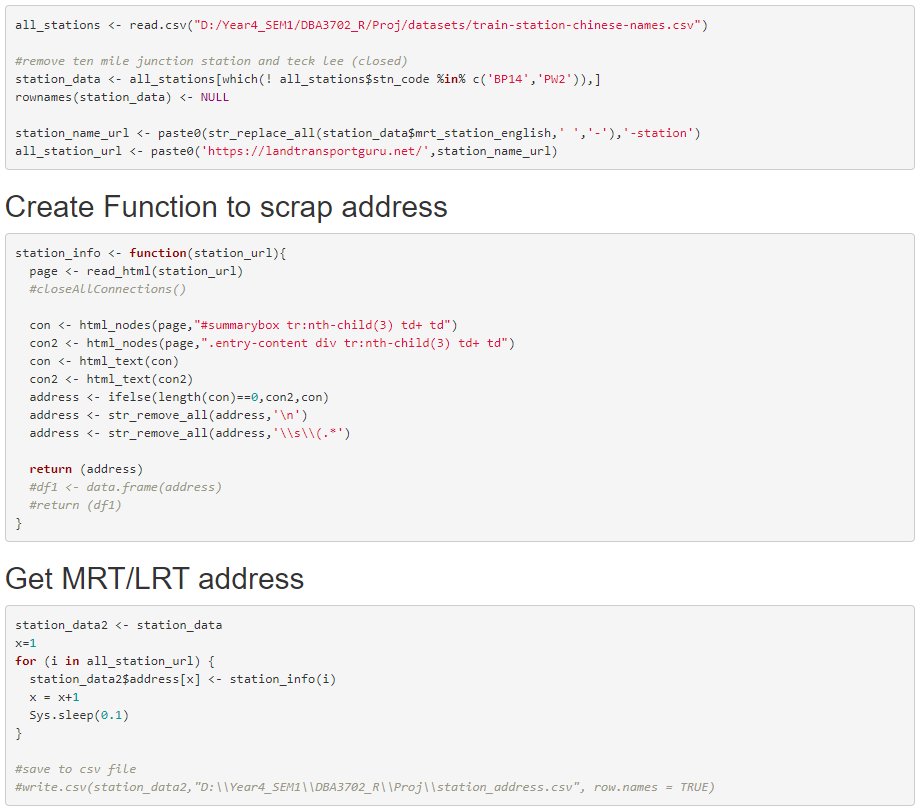 all_stations <- read.csv("D:/Year4_SEM1/DBA3702_R/Proj/datasets/train-station-chinese-names.csv")
#remove ten mile junction station and teck lee (closed)
station_data <- all_stations[which(! all_stations$stn_code %in% c('BP14','PW2')),]
rownames(station_data) <- NULL
station_name_url <- paste0(str_replace_all(station_data$mrt_station_english,' ','-'),'-station')
all_station_url <- paste0('https://landtransportguru.net/',station_name_url)
Create Function to scrap address
station_info <- function(station_url){
  page <- read_html(station_url)
  #closeAllConnections()
  con <- html_nodes(page,"#summarybox tr:nth-child(3) td+ td")
  con2 <- html_nodes(page,".entry-content div tr:nth-child(3) td+ td")
  con <- html_text(con)
  con2 <- html_text(con2)
  address <- ifelse(length(con)==0,con2,con)
  address <- str_remove_all(address,'\n')
  address <- str_remove_all(address,'\\s\\(.*')
  return (address)
  #df1 <- data.frame(address)
  #return (df1)
}
Get MRT/LRT address
station_data2 <- station_data
x=1
for (i in all_station_url) {
  station_data2$address[x] <- station_info(i)
  x = x+1
  Sys.sleep(0.1)
}
#save to csv file
#write.csv(station_data2,"D:\\Year4_SEM1\\DBA3702_R\\Proj\\station_address.csv", row.names = TRUE)